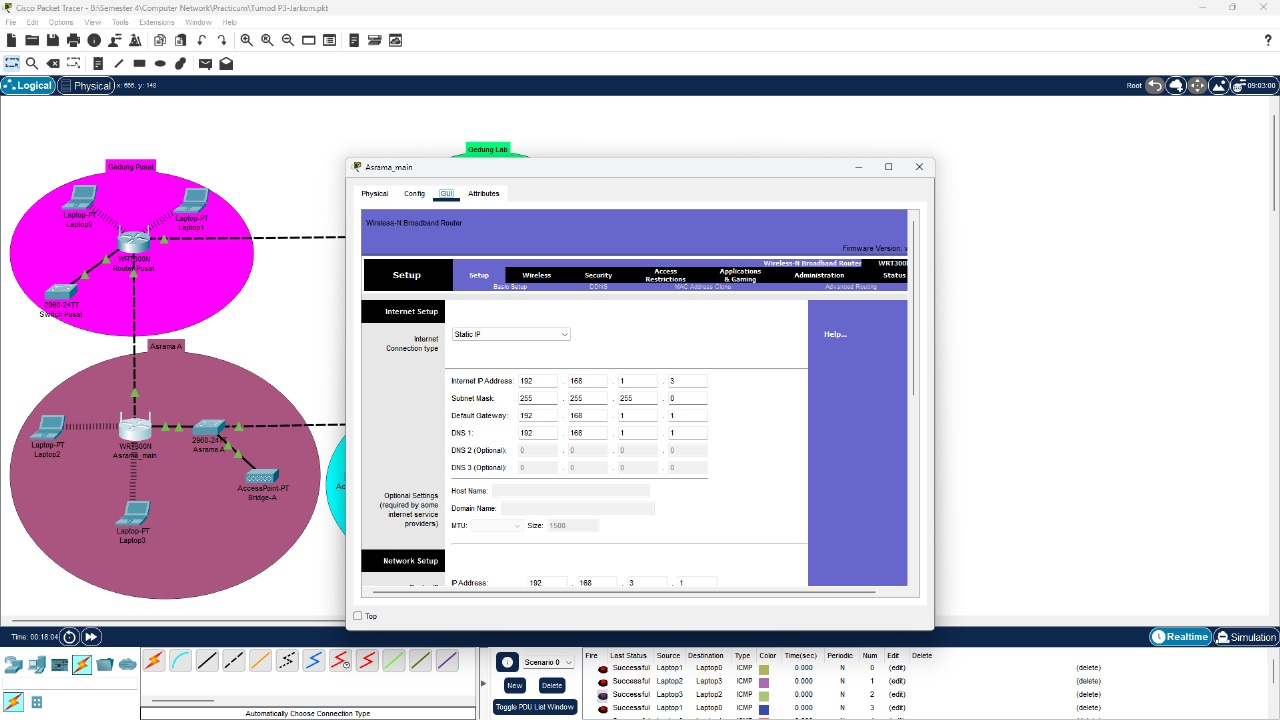 Cisco Packet Tracer - B:\Semester 4\Computer Network\Practicum\Tumod P3-Jarkom.pkt
File Edit Options View Tools Extensions Window Help
Logical Physical x: 666, y: 149 Root 09:03:00
Gedung Pusat
Laptop-PT
Laptop0
Laptop-PT
Laptop1
WRT300N
Router Pusat
2960-24TT
Switch Pusat
Asrama A
Laptop-PT
Laptop2
WRT300N
Asrama_main
2960-24TT
Asrama A
AccessPoint-PT
Bridge-A
Laptop-PT
Laptop3
Gedung Lab
Asrama_main
Physical Config GUI Attributes
Wireless-N Broadband Router
Firmware Version: v
Wireless-N Broadband Router WRT300
Setup Setup Wireless Security Access Restrictions Applications & Gaming Administration Status
Basic Setup DDNS MAC Address Clone Advanced Routing
Internet Setup
Internet Connection type Static IP
Help...
Internet IP Address: 192 . 168 . 1 . 3
Subnet Mask: 255 . 255 . 255 . 0
Default Gateway: 192 . 168 . 1 . 1
DNS 1: 192 . 168 . 1 . 1
DNS 2 (Optional): 0 . 0 . 0 . 0
DNS 3 (Optional): 0 . 0 . 0 . 0
Optional Settings
(required by some
internet service
providers)
Host Name:
Domain Name:
MTU: Size: 1500
Network Setup
IP Address: 192 . 168 . 3 . 1
Top
Time: 00:18:04 Realtime Simulation
Automatically Choose Connection Type
Scenario 0
New Delete
Toggle PDU List Window
Fire Last Status Source Destination Type Color Time(sec) Periodic Num Edit Delete
Successful Laptop1 Laptop0 ICMP 0.000 N 0 (edit) (delete)
Successful Laptop2 Laptop3 ICMP 0.000 N 1 (edit) (delete)
Successful Laptop3 Laptop0 ICMP 0.000 N 2 (edit) (delete)
Successful Laptop0 Laptop2 ICMP 0.000 N 3 (edit) (delete)